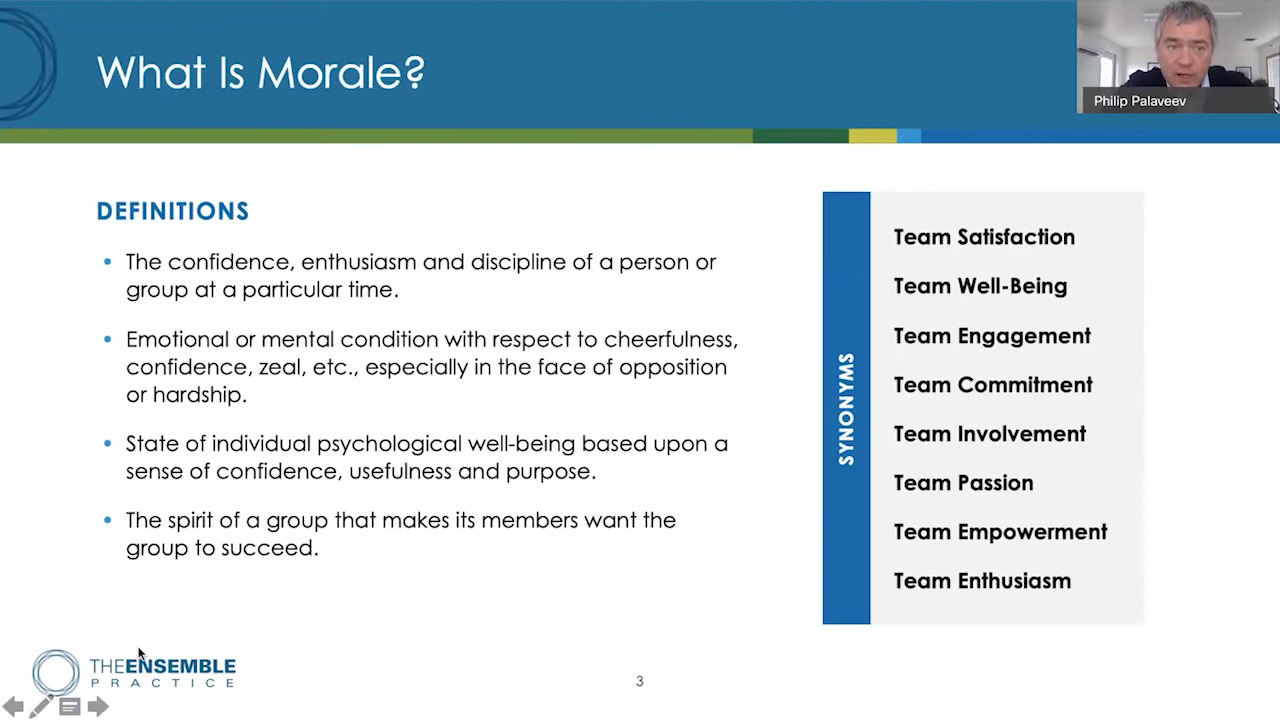 What Is Morale?
Philip Palaveev
DEFINITIONS
• The confidence, enthusiasm and discipline of a person or
group at a particular time.
• Emotional or mental condition with respect to cheerfulness,
confidence, zeal, etc., especially in the face of opposition
or hardship.
• State of individual psychological well-being based upon a
sense of confidence, usefulness and purpose.
• The spirit of a group that makes its members want the
group to succeed.
SYNONYMS
Team Satisfaction
Team Well-Being
Team Engagement
Team Commitment
Team Involvement
Team Passion
Team Empowerment
Team Enthusiasm
THEENSEMBLE
PRACTICE
3